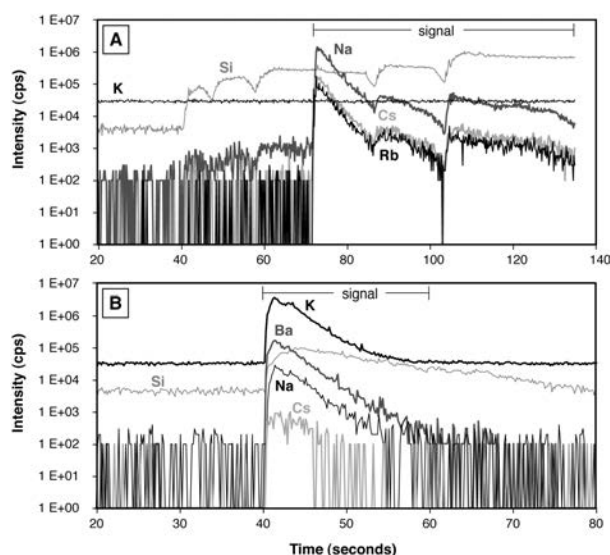 A
signal
Na
Si
K
Cs
Rb
Intensity (cps)
1 E+07
1 E+06
1 E+05
1 E+04
1 E+03
1 E+02
1 E+01
1 E+00
20 40 60 80 100 120 140
B
signal
K
Ba
Si
Na
Cs
Intensity (cps)
1 E+07
1 E+06
1 E+05
1 E+04
1 E+03
1 E+02
1 E+01
1 E+00
20 30 40 50 60 70 80
Time (seconds)